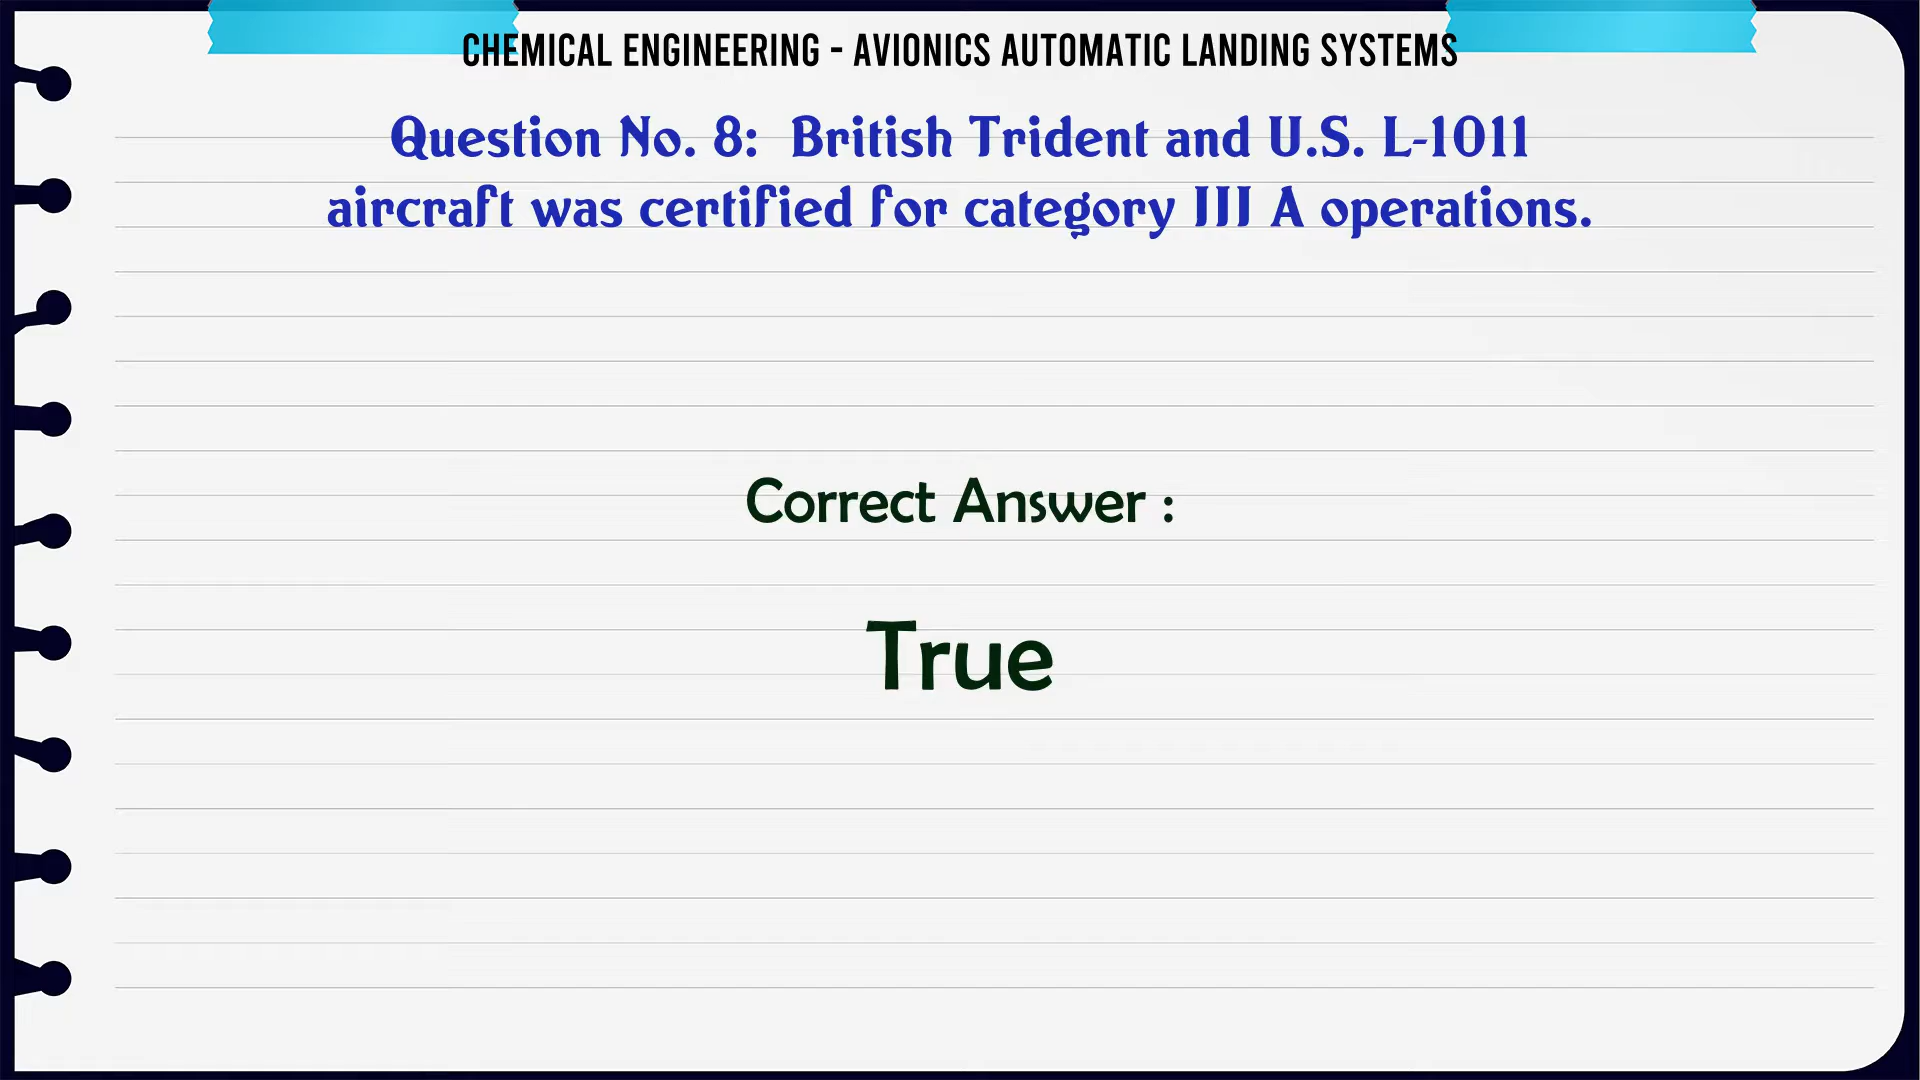 CHEMICAL ENGINEERING - AVIONICS AUTOMATIC LANDING SYSTEMS
Question No. 8:  British Trident and U.S. L-1011
aircraft was certified for category III A operations.
Correct Answer :
True